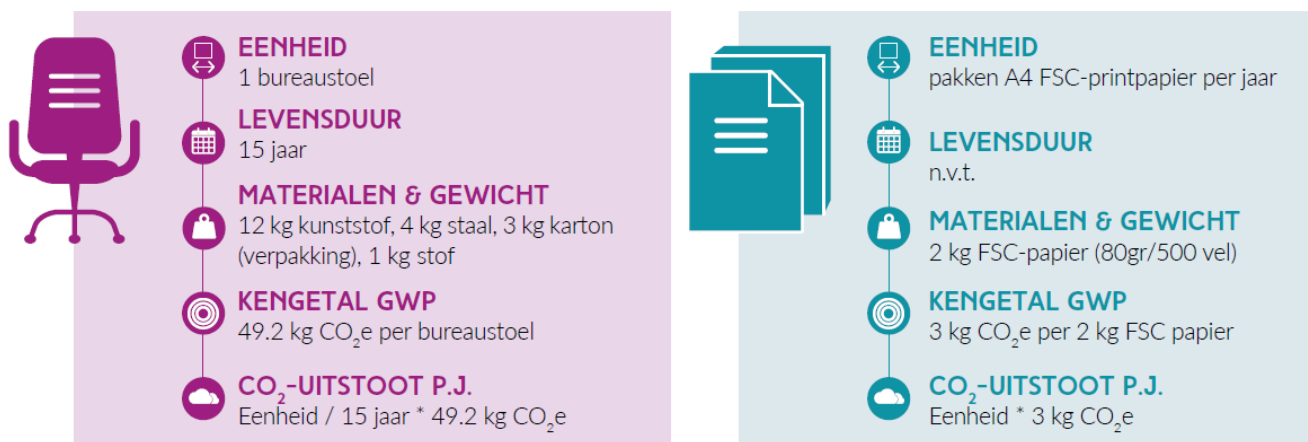 EENHEID
1 bureaustoel
LEVENSDUUR
15 jaar
MATERIALEN & GEWICHT
12 kg kunststof, 4 kg staal, 3 kg karton
(verpakking), 1 kg stof
KENGETAL GWP
49.2 kg CO₂e per bureaustoel
CO₂-UITSTOOT P.J.
Eenheid / 15 jaar * 49.2 kg CO₂e
EENHEID
pakken A4 FSC-printpapier per jaar
LEVENSDUUR
n.v.t.
MATERIALEN & GEWICHT
2 kg FSC-papier (80gr/500 vel)
KENGETAL GWP
3 kg CO₂e per 2 kg FSC papier
CO₂-UITSTOOT P.J.
Eenheid * 3 kg CO₂e